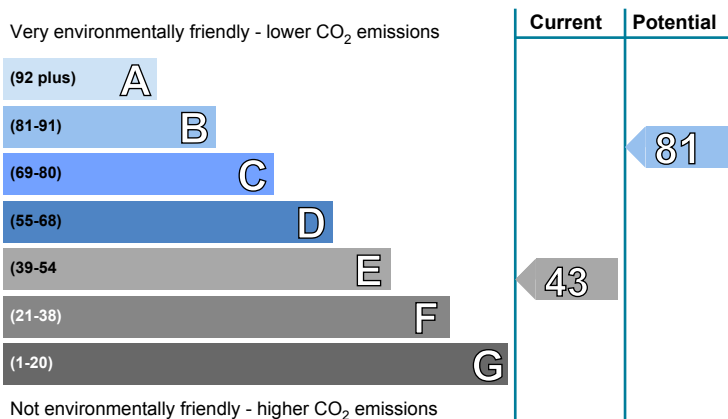 Current Potential
Very environmentally friendly - lower CO2 emissions
(92 plus) A
(81-91) B
81
(69-80) C
(55-68) D
(39-54 E
43
(21-38) F
(1-20) G
Not environmentally friendly - higher CO2 emissions